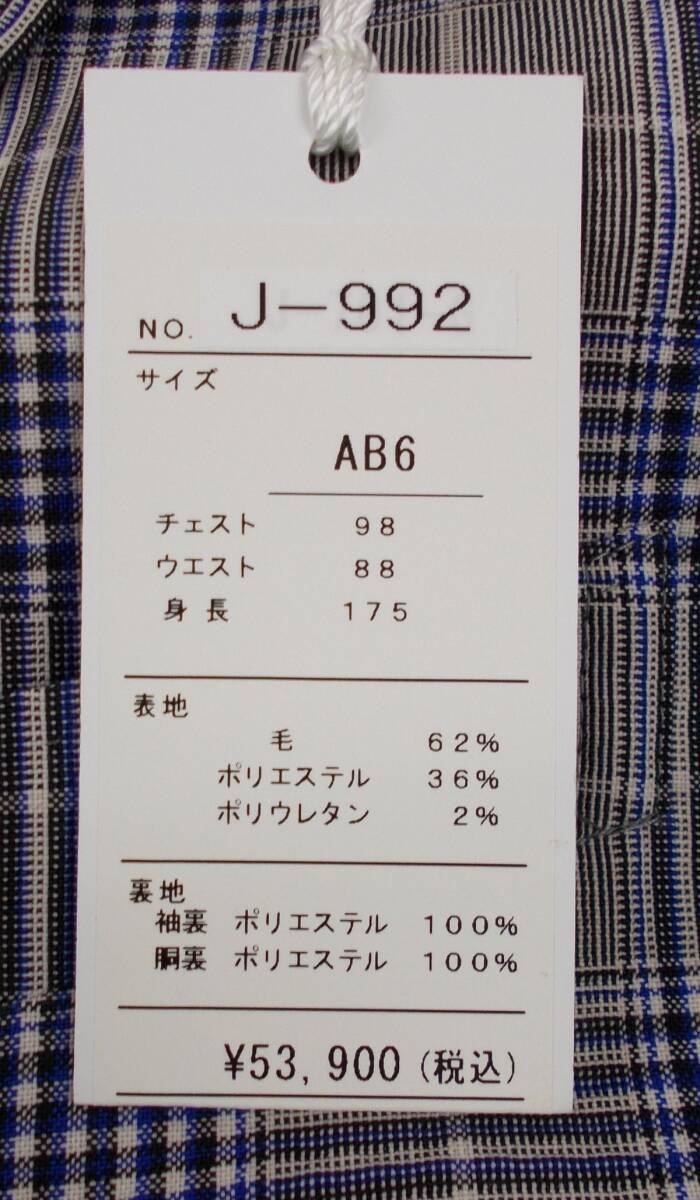 NO. J-992
サイズ
AB6
チェスト 98
ウエスト 88
身長 175
表地
毛 62%
ポリエステル 36%
ポリウレタン 2%
裏地
袖裏 ポリエステル 100%
胴裏 ポリエステル 100%
¥53,900(税込)